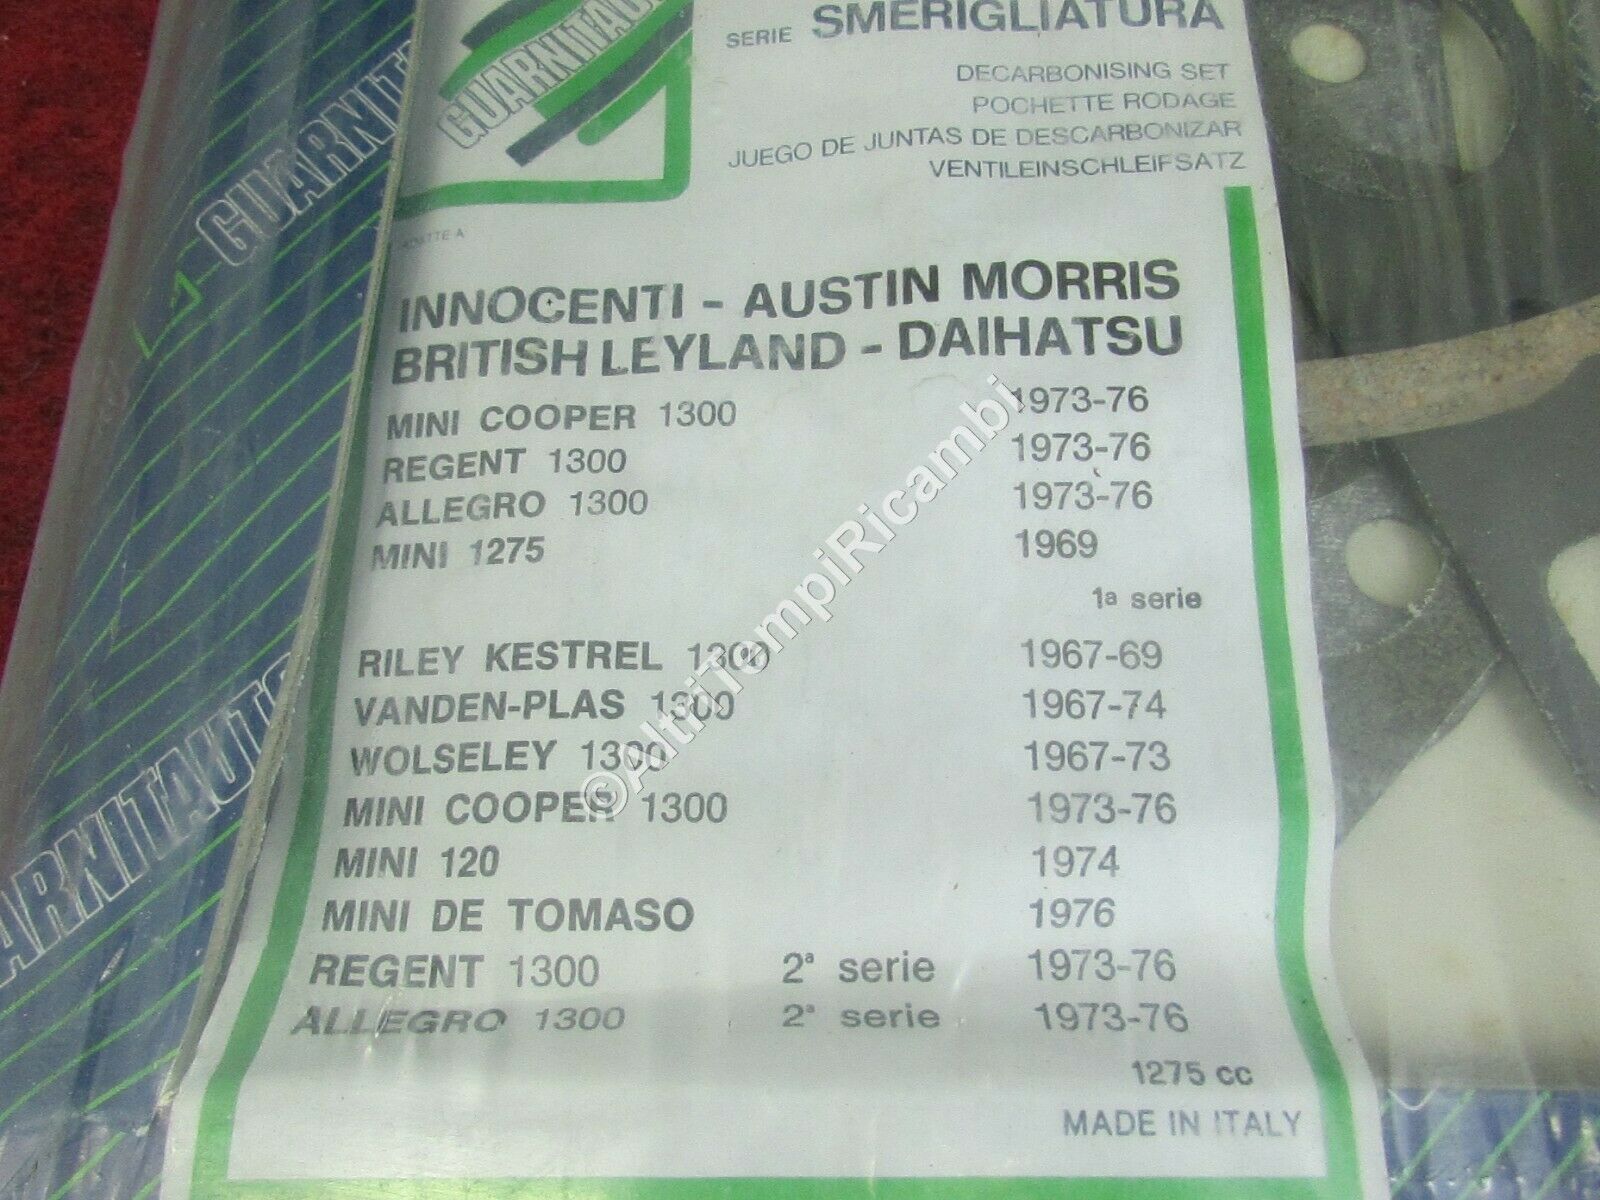 GUARNITAUTO
SERIE SMERIGLIATURA
DECARBONISING SET
POCHETTE RODAGE
JUEGO DE JUNTAS DE DESCARBONIZAR
VENTILEINSCHLEIFSATZ
INNOCENTI - AUSTIN MORRIS
BRITISH LEYLAND - DAIHATSU
MINI COOPER 1300 1973-76
REGENT 1300 1973-76
ALLEGRO 1300 1973-76
MINI 1275 1969
1a serie
RILEY KESTREL 1300 1967-69
VANDEN-PLAS 1300 1967-74
WOLSELEY 1300 1967-73
MINI COOPER 1300 1973-76
MINI 120 1974
MINI DE TOMASO 1976
REGENT 1300 2ª serie 1973-76
ALLEGRO 1300 2ª serie 1973-76
1275 cc
MADE IN ITALY
©AltriTempiRicambi